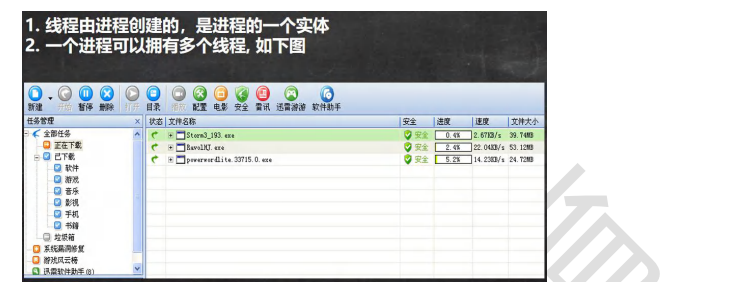 1. 线程由进程创建的，是进程的一个实体
2. 一个进程可以拥有多个线程, 如下图
新建 开始 暂停 删除 打开 目录 播放 配置 电影 安全 雷讯 迅雷游游 软件助手
任务管理 × 状态 文件名称 安全 进度 速度 文件大小
全部任务 Storm3_193.exe 安全 0.4% 2.67KB/s 39.74MB
正在下载 安全 2.4% 22.04KB/s 53.12MB
已下载 powerwordlite.33715.0.exe 安全 5.2% 14.23KB/s 24.72MB
软件
游戏
音乐
影视
手机
书籍
垃圾箱
系统漏洞修复
游戏风云榜
迅雷软件助手(8)